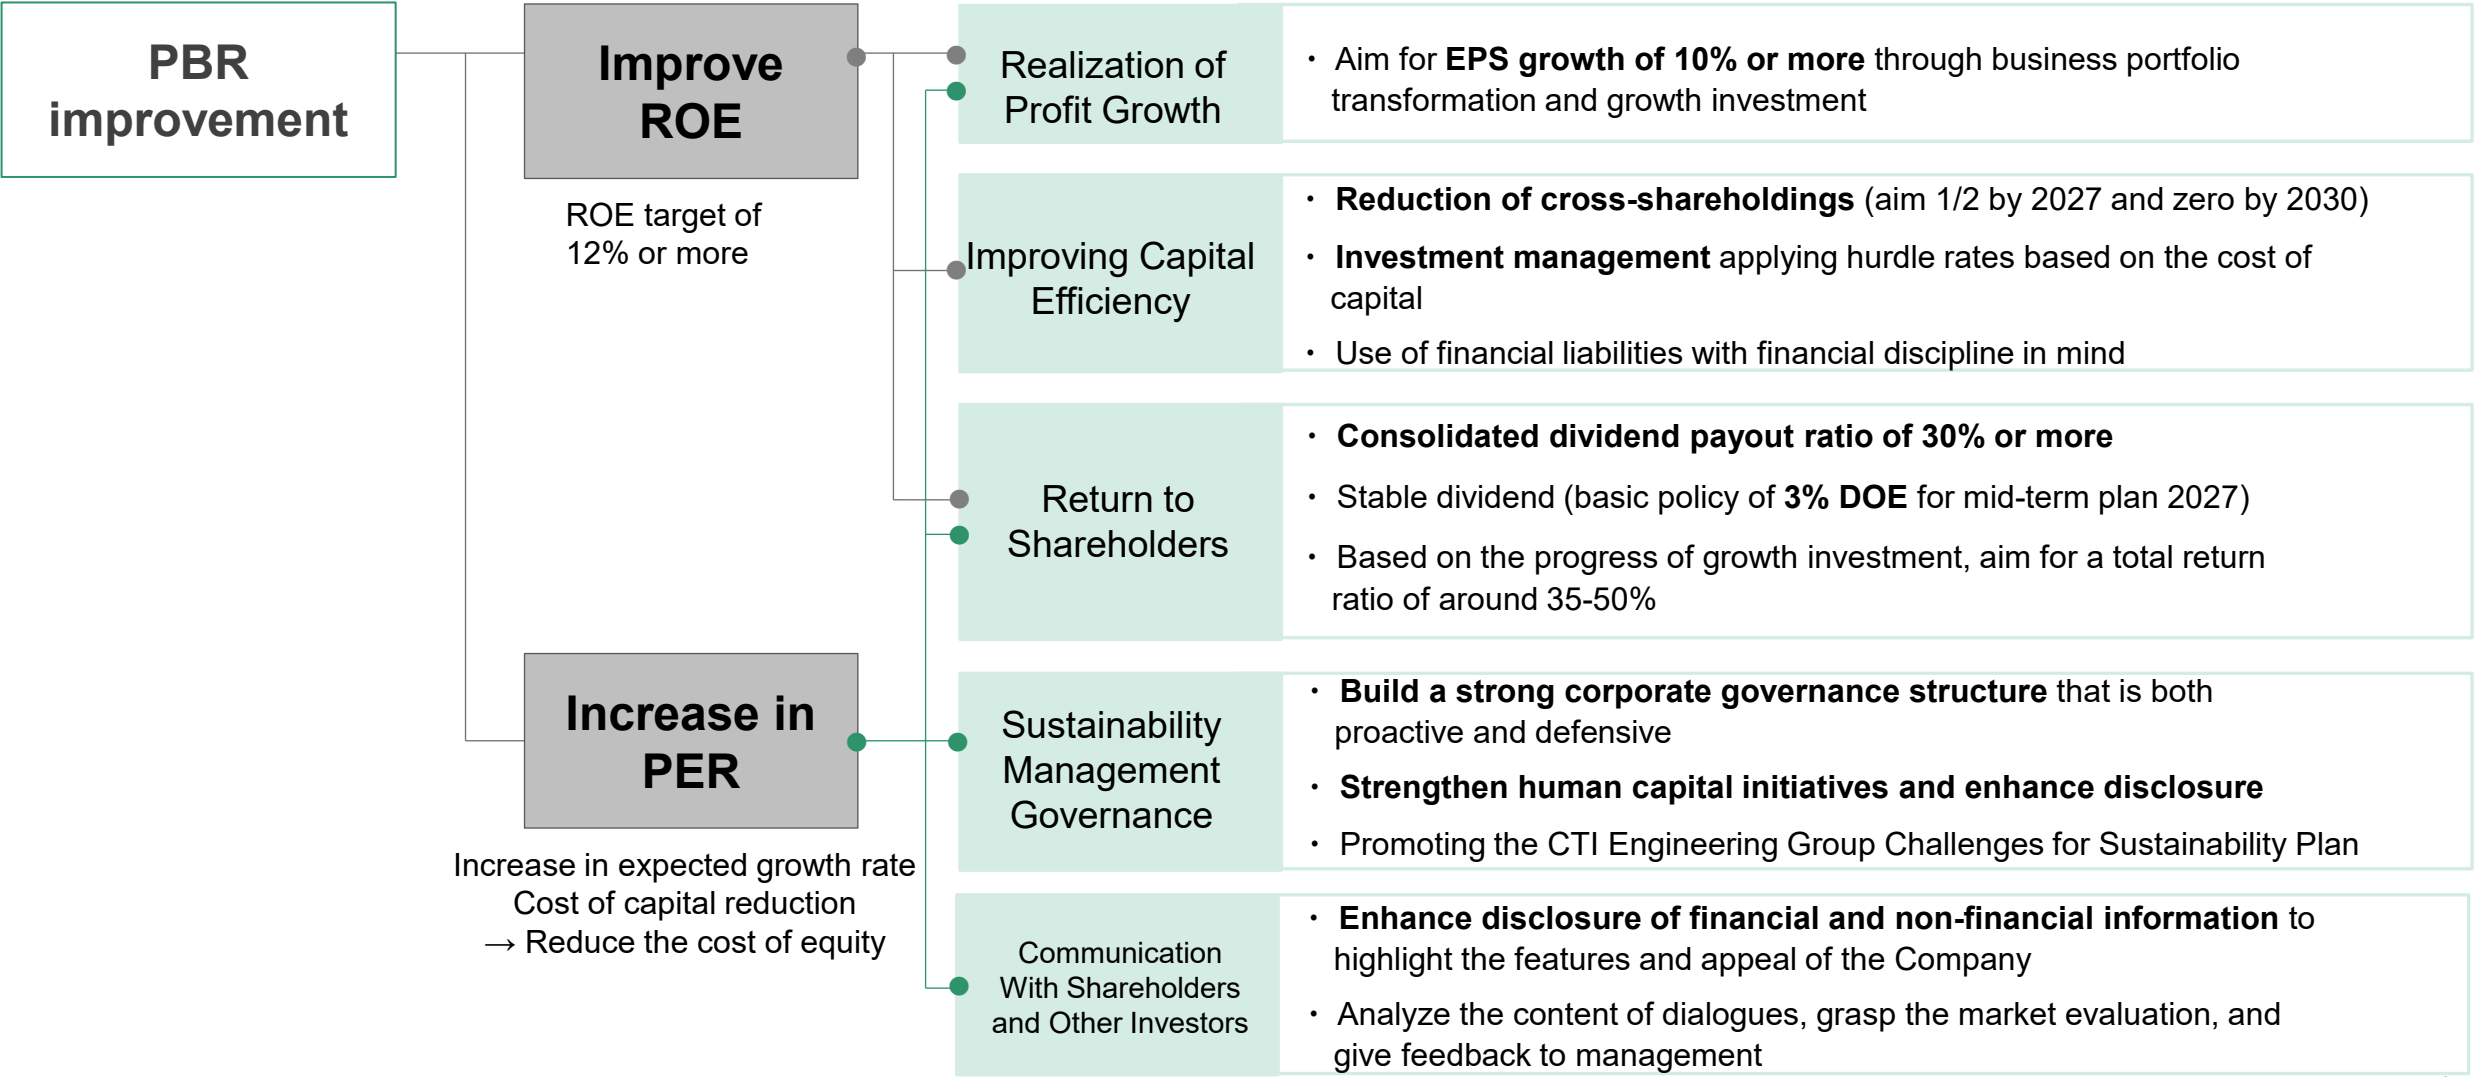 PBR
improvement
Improve
ROE
ROE target of
12% or more
Increase in
PER
Increase in expected growth rate
Cost of capital reduction
→ Reduce the cost of equity
Realization of
Profit Growth
・ Aim for EPS growth of 10% or more through business portfolio
transformation and growth investment
Improving Capital
Efficiency
・ Reduction of cross-shareholdings (aim 1/2 by 2027 and zero by 2030)
・ Investment management applying hurdle rates based on the cost of
capital
・ Use of financial liabilities with financial discipline in mind
Return to
Shareholders
・ Consolidated dividend payout ratio of 30% or more
・ Stable dividend (basic policy of 3% DOE for mid-term plan 2027)
・ Based on the progress of growth investment, aim for a total return
ratio of around 35-50%
Sustainability
Management
Governance
・ Build a strong corporate governance structure that is both
proactive and defensive
・ Strengthen human capital initiatives and enhance disclosure
・ Promoting the CTI Engineering Group Challenges for Sustainability Plan
Communication
With Shareholders
and Other Investors
・ Enhance disclosure of financial and non-financial information to
highlight the features and appeal of the Company
・ Analyze the content of dialogues, grasp the market evaluation, and
give feedback to management